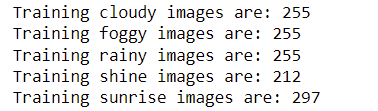 Training cloudy images are: 255
Training foggy images are: 255
Training rainy images are: 255
Training shine images are: 212
Training sunrise images are: 297